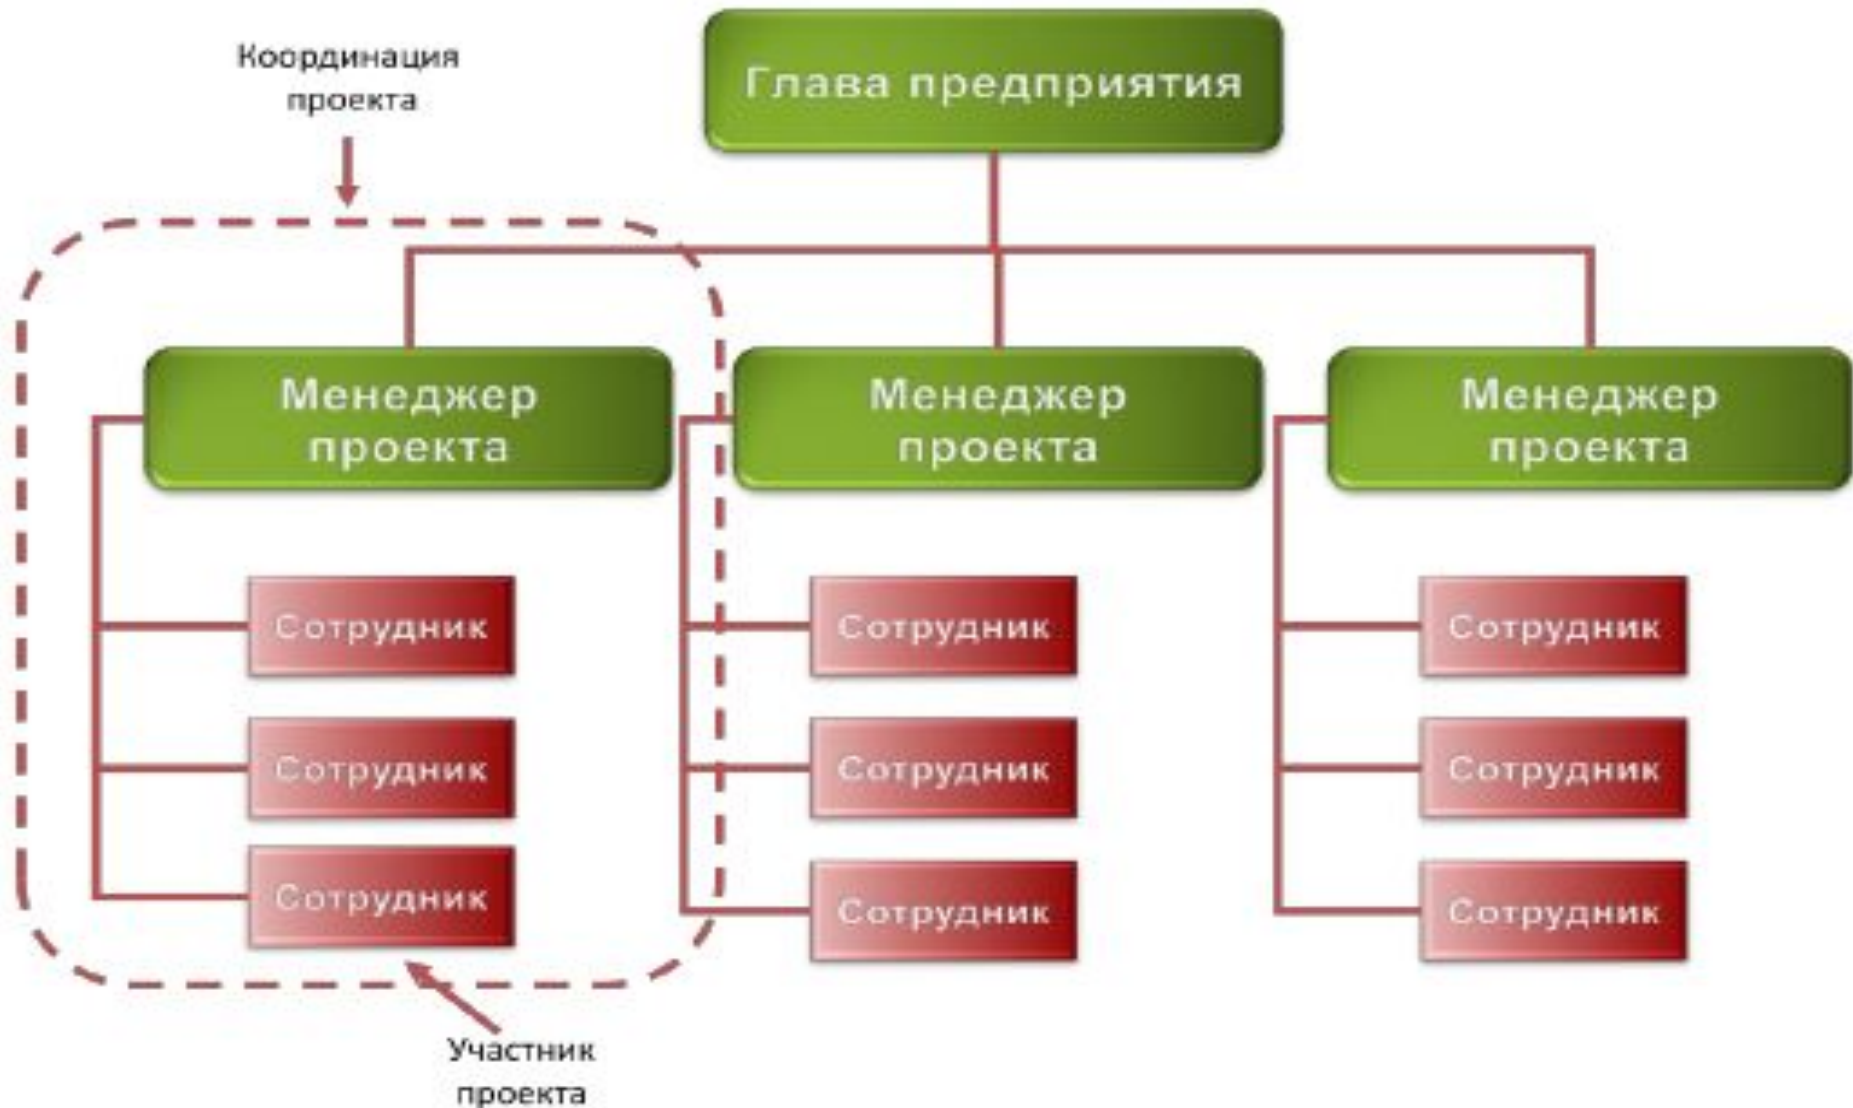 Координация
проекта
Глава предприятия
Менеджер
проекта
Менеджер
проекта
Менеджер
проекта
Сотрудник
Сотрудник
Сотрудник
Сотрудник
Сотрудник
Сотрудник
Сотрудник
Сотрудник
Сотрудник
Участник
проекта